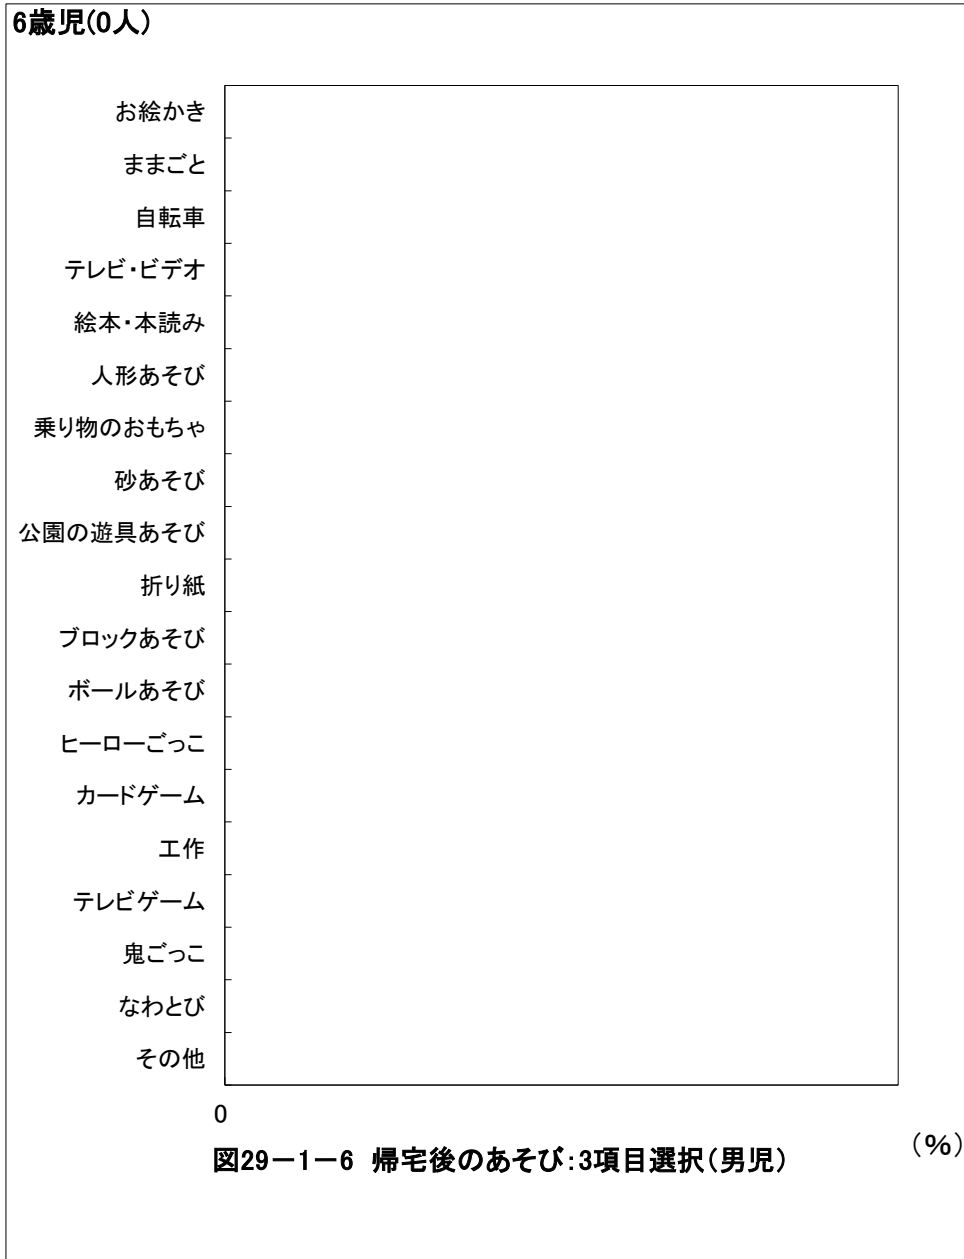 6歳児(0人)
お絵かき
ままごと
自転車
テレビ・ビデオ
絵本・本読み
人形あそび
乗り物のおもちゃ
砂あそび
公園の遊具あそび
折り紙
ブロックあそび
ボールあそび
ヒーローごっこ
カードゲーム
工作
テレビゲーム
鬼ごっこ
なわとび
その他
0
(%)
図29－1－6 帰宅後のあそび:3項目選択(男児)